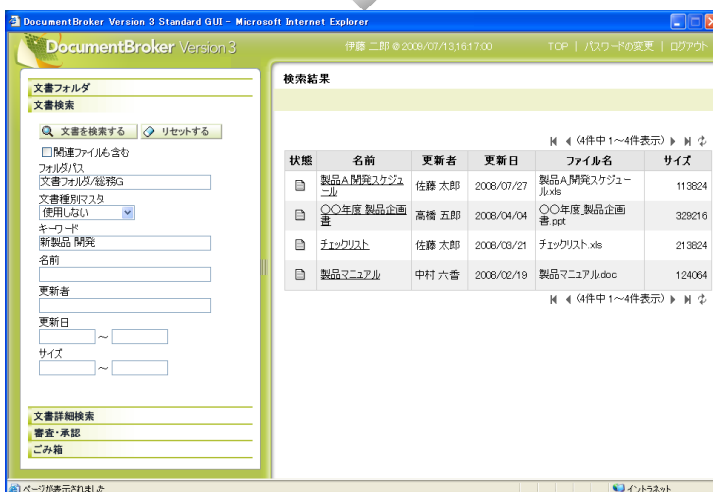 DocumentBroker Version 3 Standard GUI - Microsoft Internet Explorer
DocumentBroker Version 3
伊藤 二郎 @ 2009/07/13,16:17:00
TOP | パスワードの変更 | ログアウト
文書フォルダ
文書検索
文書を検索する リセットする
関連ファイルも含む
フォルダパス
文書フォルダ/総務G
文書種別マスタ
使用しない
キーワード
新製品 開発
名前
更新者
更新日
～
サイズ
～
文書詳細検索
審査・承認
ごみ箱
検索結果
(4件中 1～4件表示)
状態 名前 更新者 更新日 ファイル名 サイズ
製品A開発スケジュ
ール
佐藤 太郎 2008/07/27
製品A開発スケジュー
ル.xls
113824
○○年度 製品企画
書
高橋 五郎 2008/04/04
○○年度_製品企画
書.ppt
329216
チェックリスト 佐藤 太郎 2008/03/21 チェックリスト.xls 213824
製品マニュアル 中村 六香 2008/02/19 製品マニュアル.doc 124064
(4件中 1～4件表示)
ページが表示されました
イントラネット